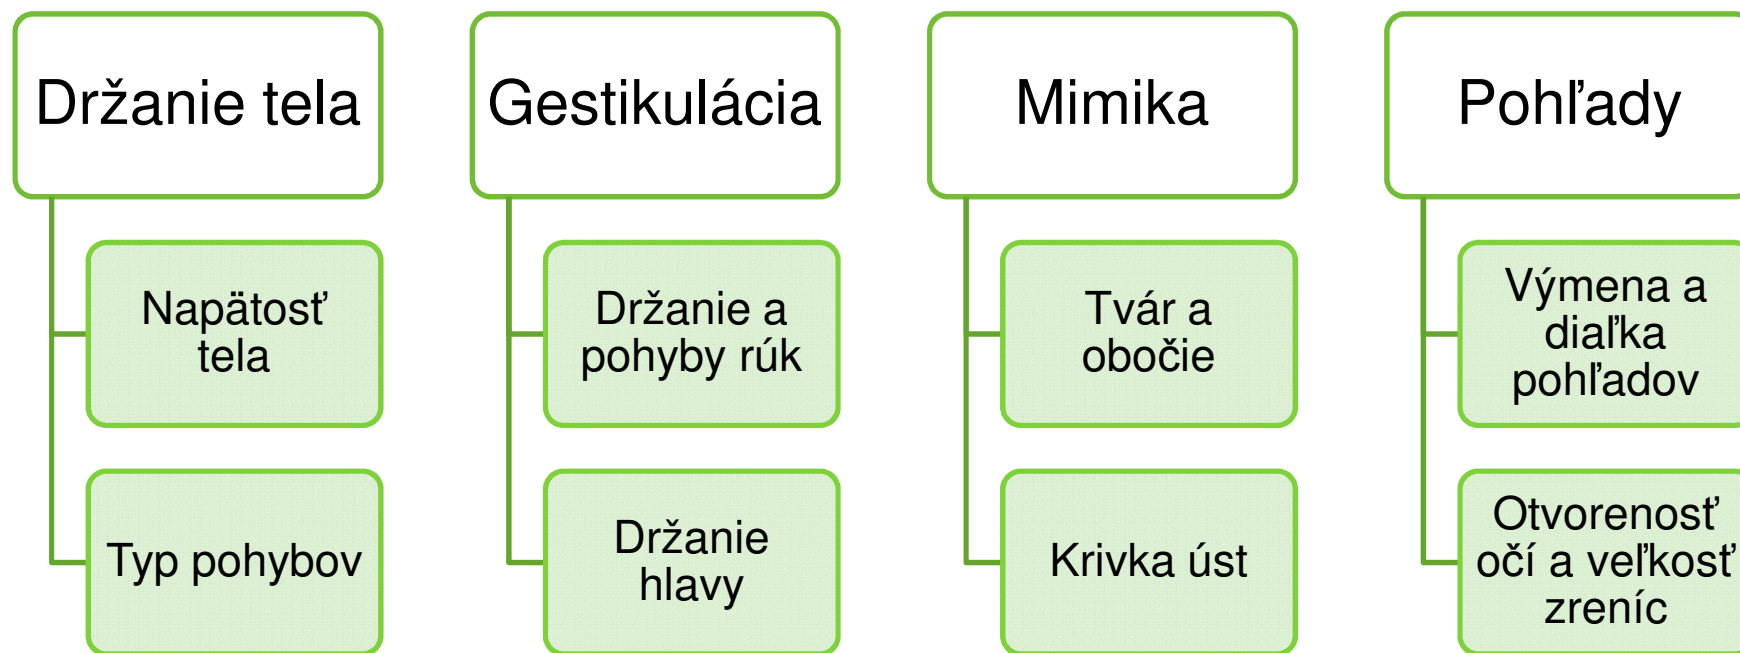 Držanie tela
Napätosť
tela
Typ pohybov
Gestikulácia
Držanie a
pohyby rúk
Držanie
hlavy
Mimika
Tvár a
obočie
Krivka úst
Pohľady
Výmena a
diaľka
pohľadov
Otvorenosť
očí a veľkosť
zreníc